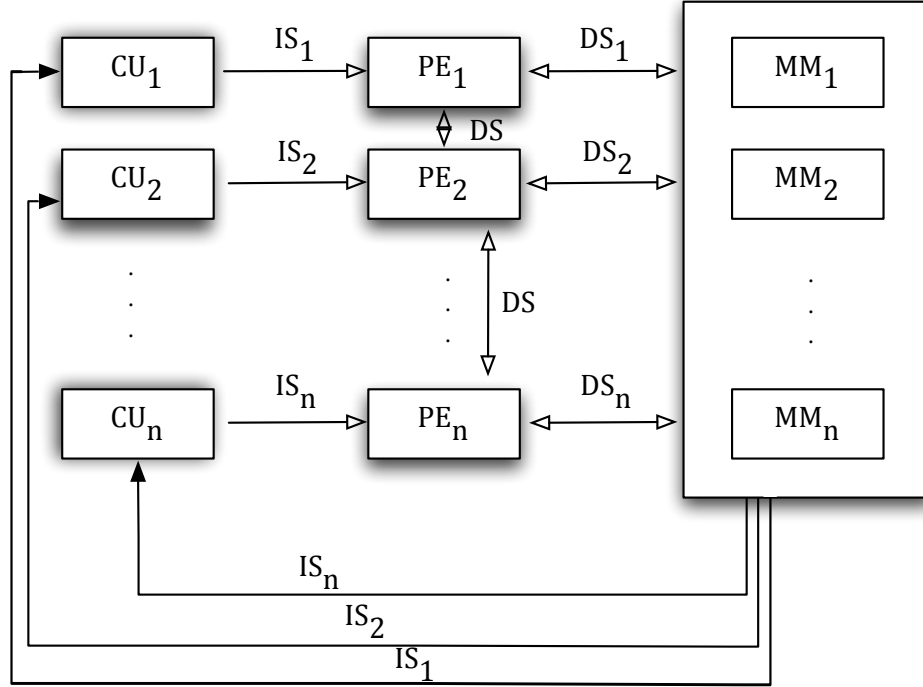 CU₁ IS₁ PE₁ DS₁ MM₁
DS
CU₂ IS₂ PE₂ DS₂ MM₂
. . .
. DS . .
. . .
CUₙ ISₙ PEₙ DSₙ MMₙ
ISₙ
IS₂
IS₁